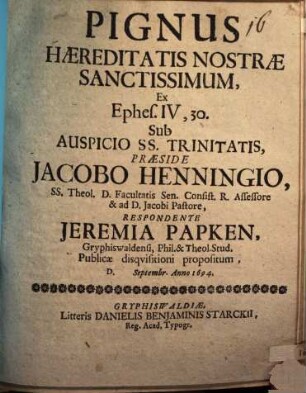 16
PIGNUS
HÆREDITATIS NOSTRÆ
SANCTISSIMUM,
Ex
Ephes. IV, 30.
Sub
AUSPICIO SS. TRINITATIS,
PRÆSIDE
JACOBO HENNINGIO,
SS. Theol. D. Facultatis Sen. Consist. R. Assessore
& ad D. Jacobi Pastore,
RESPONDENTE
JEREMIA PAPKEN,
Gryphiswaldensi, Phil. & Theol. Stud.
Publicæ disqvisitioni propositum,
D. Septembr. Anno 1694.
GRYPHISWALDIÆ,
Litteris DANIELIS BENJAMINIS STARCKII,
Reg. Acad. Typogr.